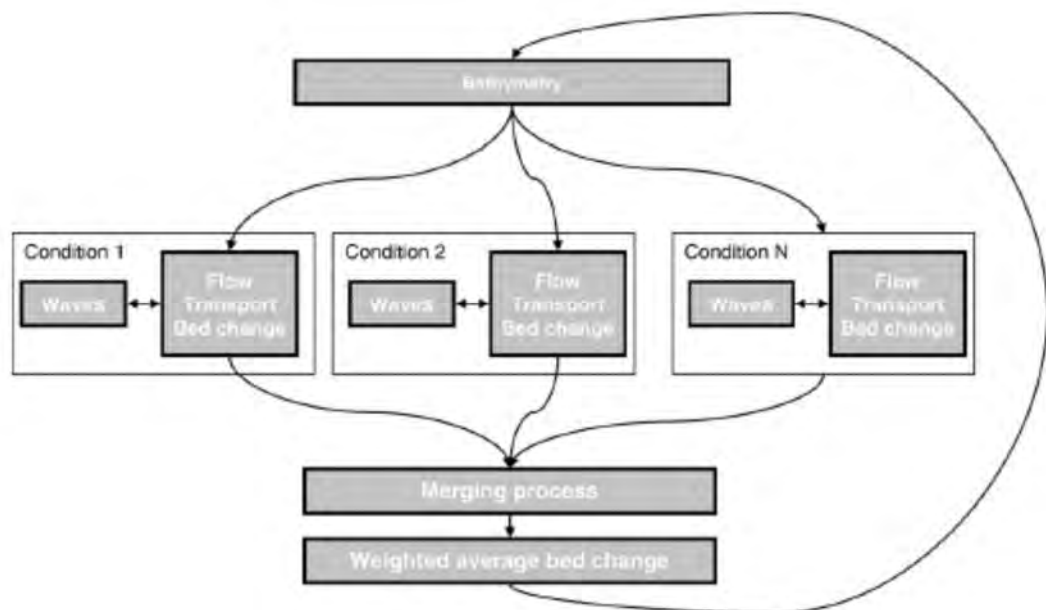 Bathymetry
Condition 1
Waves
Flow
Transport
Bed change
Condition 2
Waves
Flow
Transport
Bed change
Condition N
Waves
Flow
Transport
Bed change
Merging process
Weighted average bed change